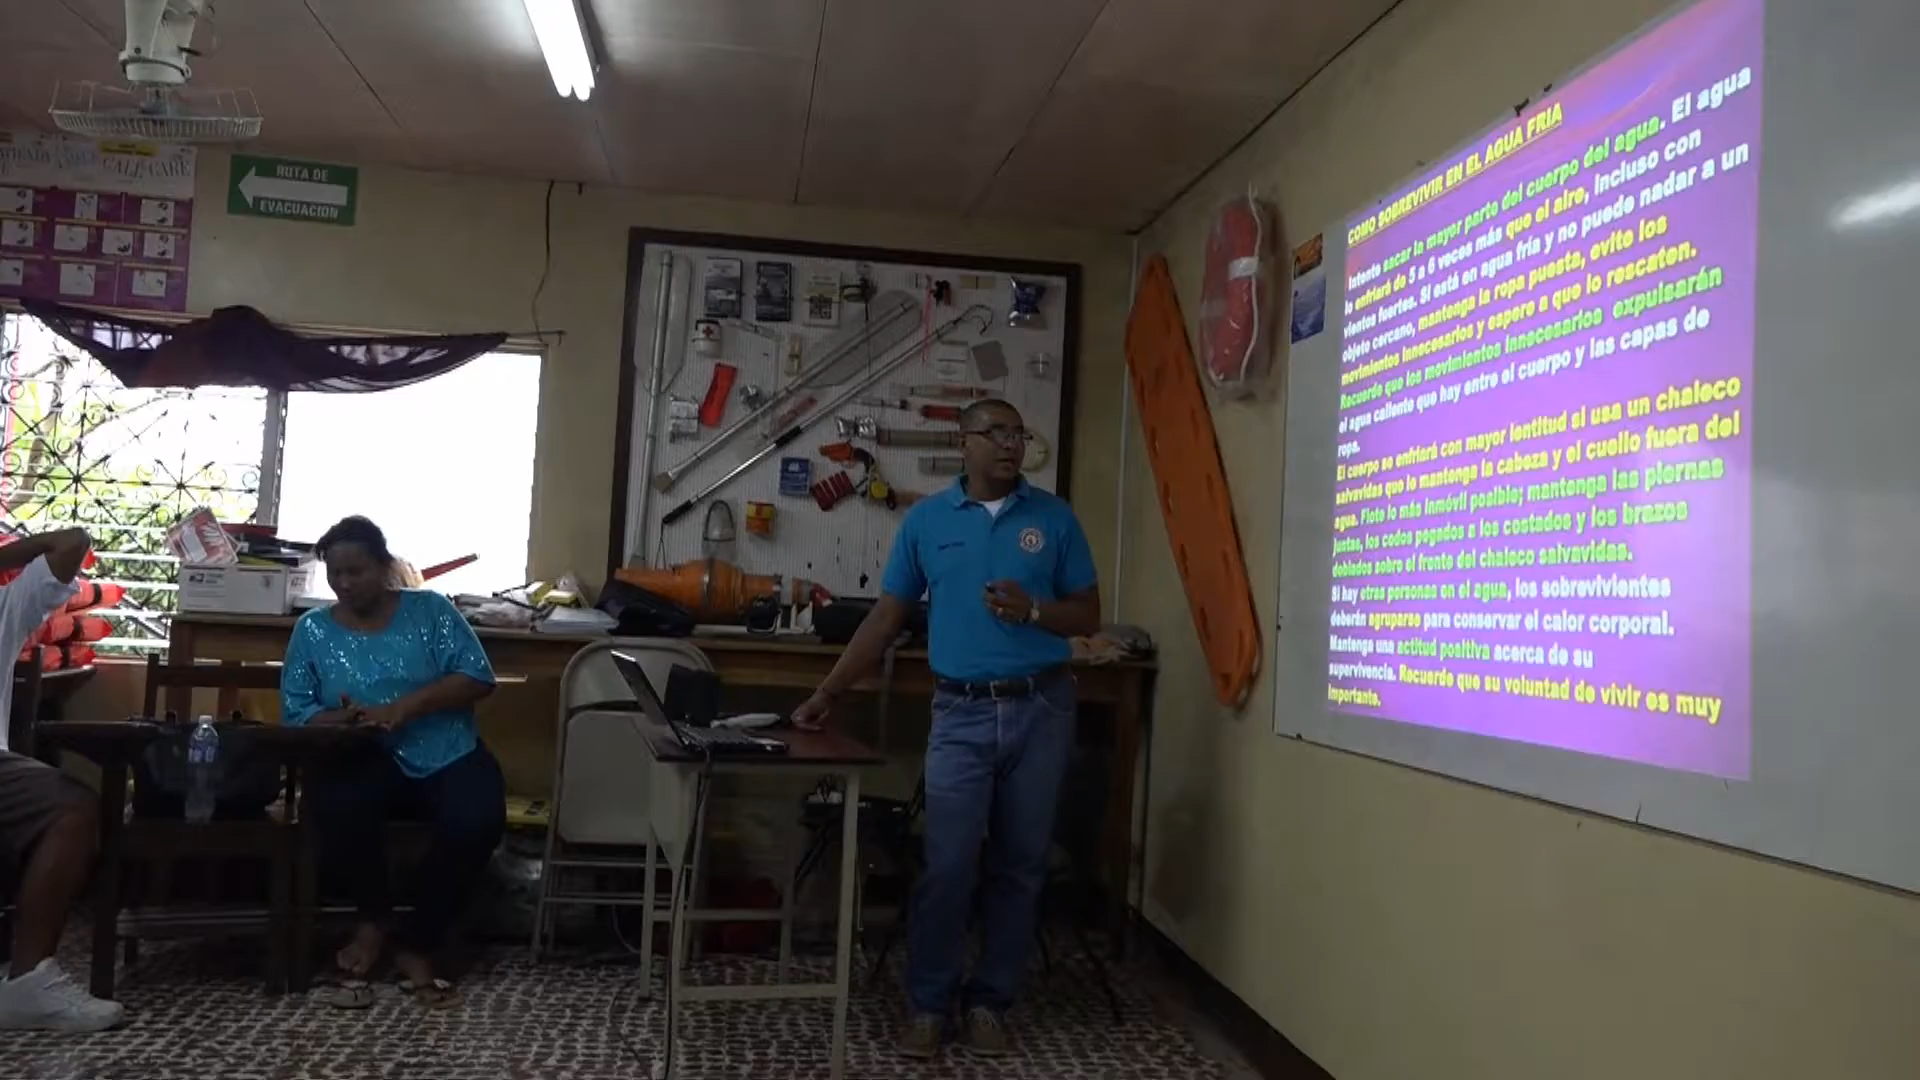 RUTA DE
EVACUACION
COMO SOBREVIVIR EN EL AGUA FRIA
Intente sacar la mayor parte del cuerpo del agua. El agua
lo enfriará de 5 a 6 veces más que el aire, incluso con
vientos fuertes. Si está en agua fría y no puede nadar a un
objeto cercano, mantenga la ropa puesta, evite los
movimientos innecesarios y espere a que lo rescaten.
Recuerde que los movimientos innecesarios expulsarán
el agua caliente que hay entre el cuerpo y las capas de
ropa.
El cuerpo se enfriará con mayor lentitud si usa un chaleco
salvavidas que lo mantenga la cabeza y el cuello fuera del
agua. Flote lo más inmóvil posible; mantenga las piernas
juntas, los codos pegados a los costados y los brazos
doblados sobre el frente del chaleco salvavidas.
Si hay otras personas en el agua, los sobrevivientes
deberán agruparse para conservar el calor corporal.
Mantenga una actitud positiva acerca de su
supervivencia. Recuerde que su voluntad de vivir es muy
importante.